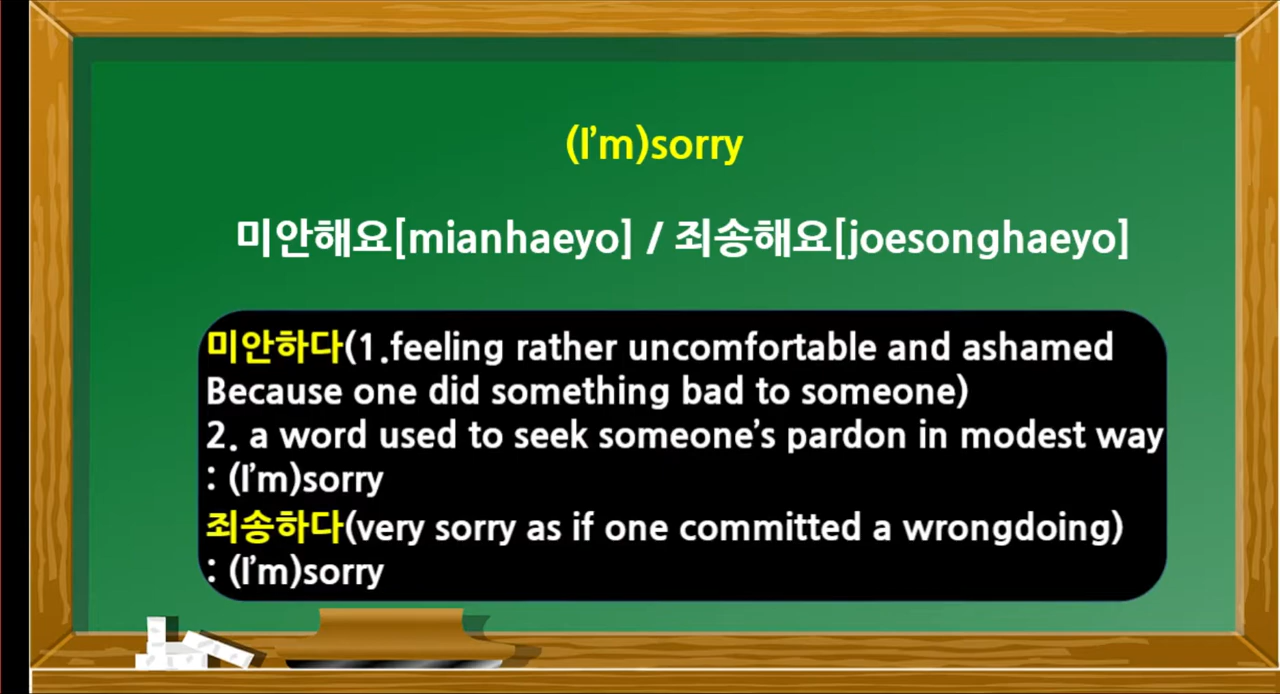 (I’m)sorry
미안해요[mianhaeyo] / 죄송해요[joesonghaeyo]
미안하다(1.feeling rather uncomfortable and ashamed
Because one did something bad to someone)
2. a word used to seek someone’s pardon in modest way
: (I’m)sorry
죄송하다(very sorry as if one committed a wrongdoing)
: (I’m)sorry